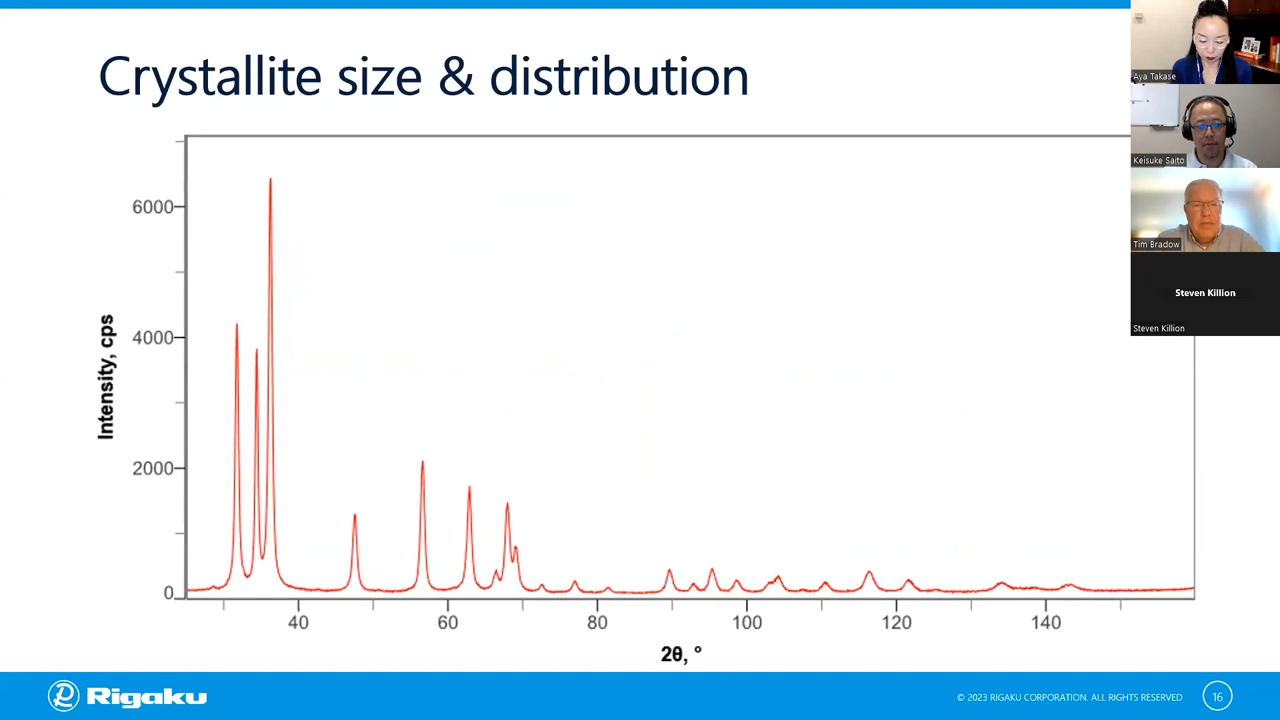 Crystallite size & distribution
Aya Takase
Keisuke Saito
Tim Bradow
Steven Killion
Steven Killion
6000
4000
2000
0
Intensity, cps
40
60
80
100
120
140
2θ, °
Rigaku
© 2023 RIGAKU CORPORATION. ALL RIGHTS RESERVED
16